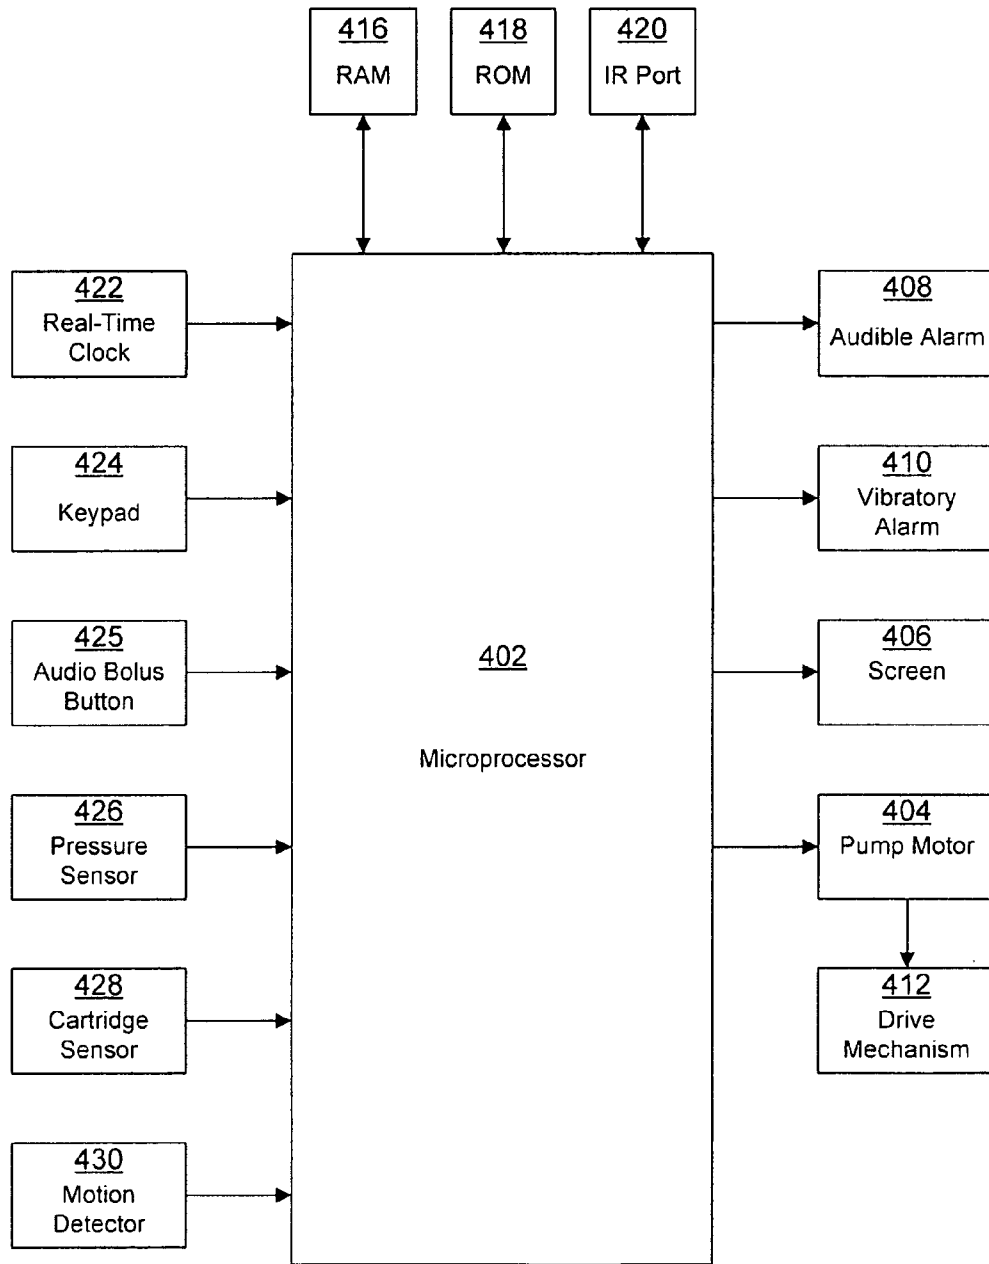 416
RAM
418
ROM
420
IR Port
422
Real-Time
Clock
424
Keypad
425
Audio Bolus
Button
426
Pressure
Sensor
428
Cartridge
Sensor
430
Motion
Detector
402
Microprocessor
408
Audible Alarm
410
Vibratory
Alarm
406
Screen
404
Pump Motor
412
Drive
Mechanism